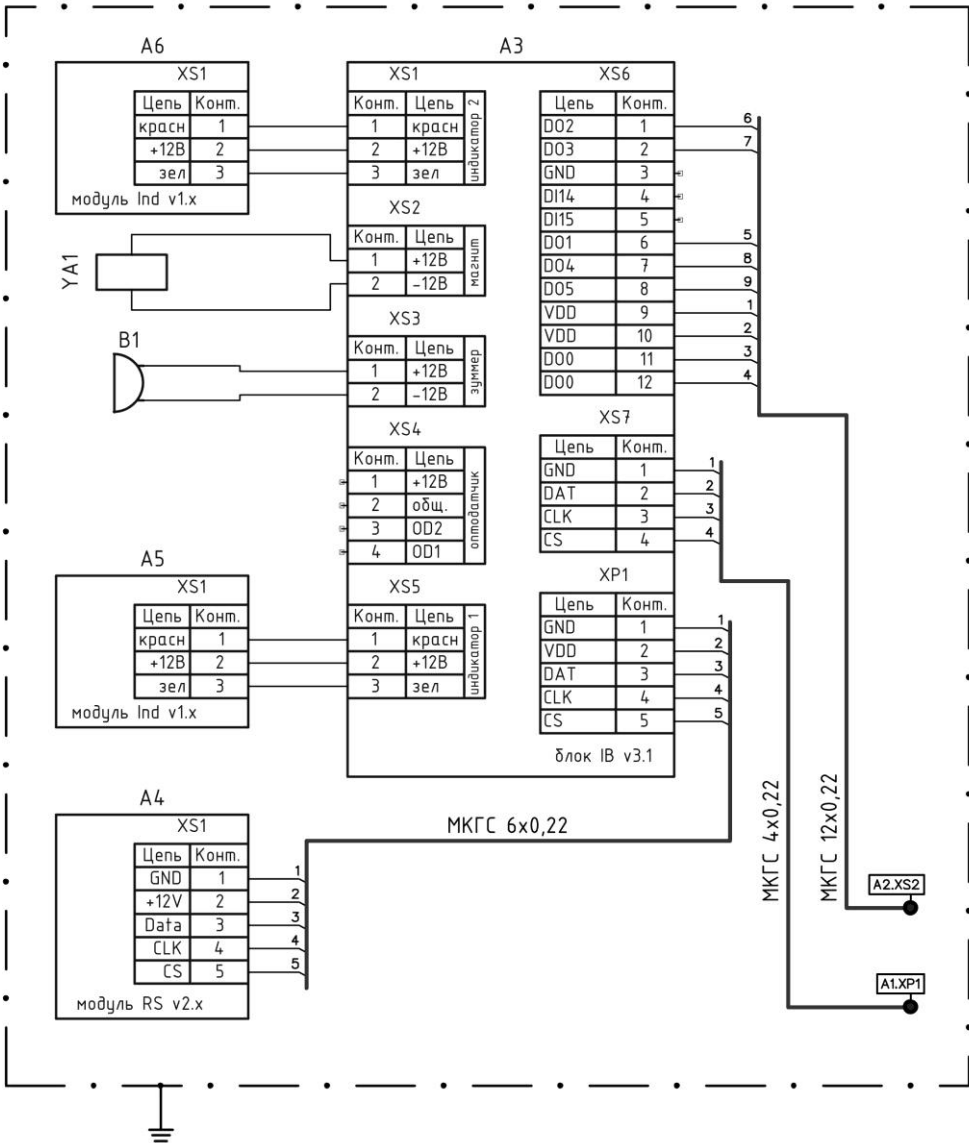 A6
XS1
Цепь Конт.
красн 1
+12В 2
зел 3
модуль Ind v1.x
YA1
B1
A5
XS1
Цепь Конт.
красн 1
+12В 2
зел 3
модуль Ind v1.x
A4
XS1
Цепь Конт.
GND 1
+12V 2
Data 3
CLK 4
CS 5
модуль RS v2.x
1
2
3
4
5
A3
XS1
Конт. Цепь
1 красн
2 +12В
3 зел
индикатор 2
XS2
Конт. Цепь
1 +12В
2 -12В
магнит
XS3
Конт. Цепь
1 +12В
2 -12В
зуммер
XS4
Конт. Цепь
1 +12В
2 общ.
3 OD2
4 OD1
оптодатчик
XS5
Конт. Цепь
1 красн
2 +12В
3 зел
индикатор 1
XS6
Цепь Конт.
DO2 1
DO3 2
GND 3
DI14 4
DI15 5
DO1 6
DO4 7
DO5 8
VDD 9
VDD 10
DO0 11
DO0 12
6
7
5
8
9
1
2
3
4
XS7
Цепь Конт.
GND 1
DAT 2
CLK 3
CS 4
1
2
3
4
XP1
Цепь Конт.
GND 1
VDD 2
DAT 3
CLK 4
CS 5
1
2
3
4
5
блок IB v3.1
МКГС 6x0,22
МКГС 4x0,22
МКГС 12x0,22
A2.XS2
A1.XP1